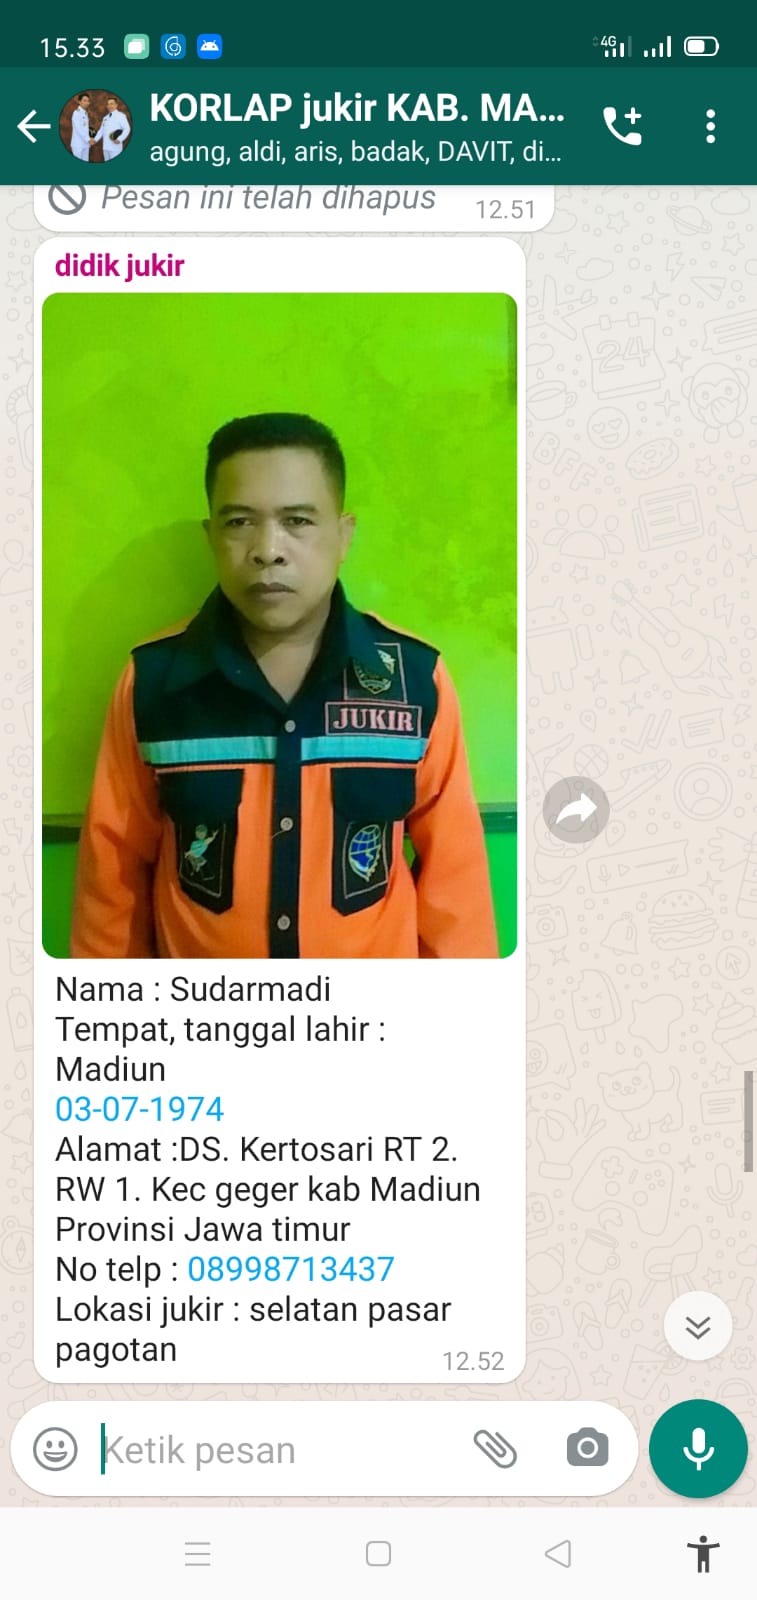 15.33
4G
KORLAP jukir KAB. MA...
agung, aldi, aris, badak, DAVIT, di...
Pesan ini telah dihapus 12.51
didik jukir
JUKIR
Nama : Sudarmadi
Tempat, tanggal lahir :
Madiun
03-07-1974
Alamat :DS. Kertosari RT 2.
RW 1. Kec geger kab Madiun
Provinsi Jawa timur
No telp : 08998713437
Lokasi jukir : selatan pasar
pagotan 12.52
Ketik pesan